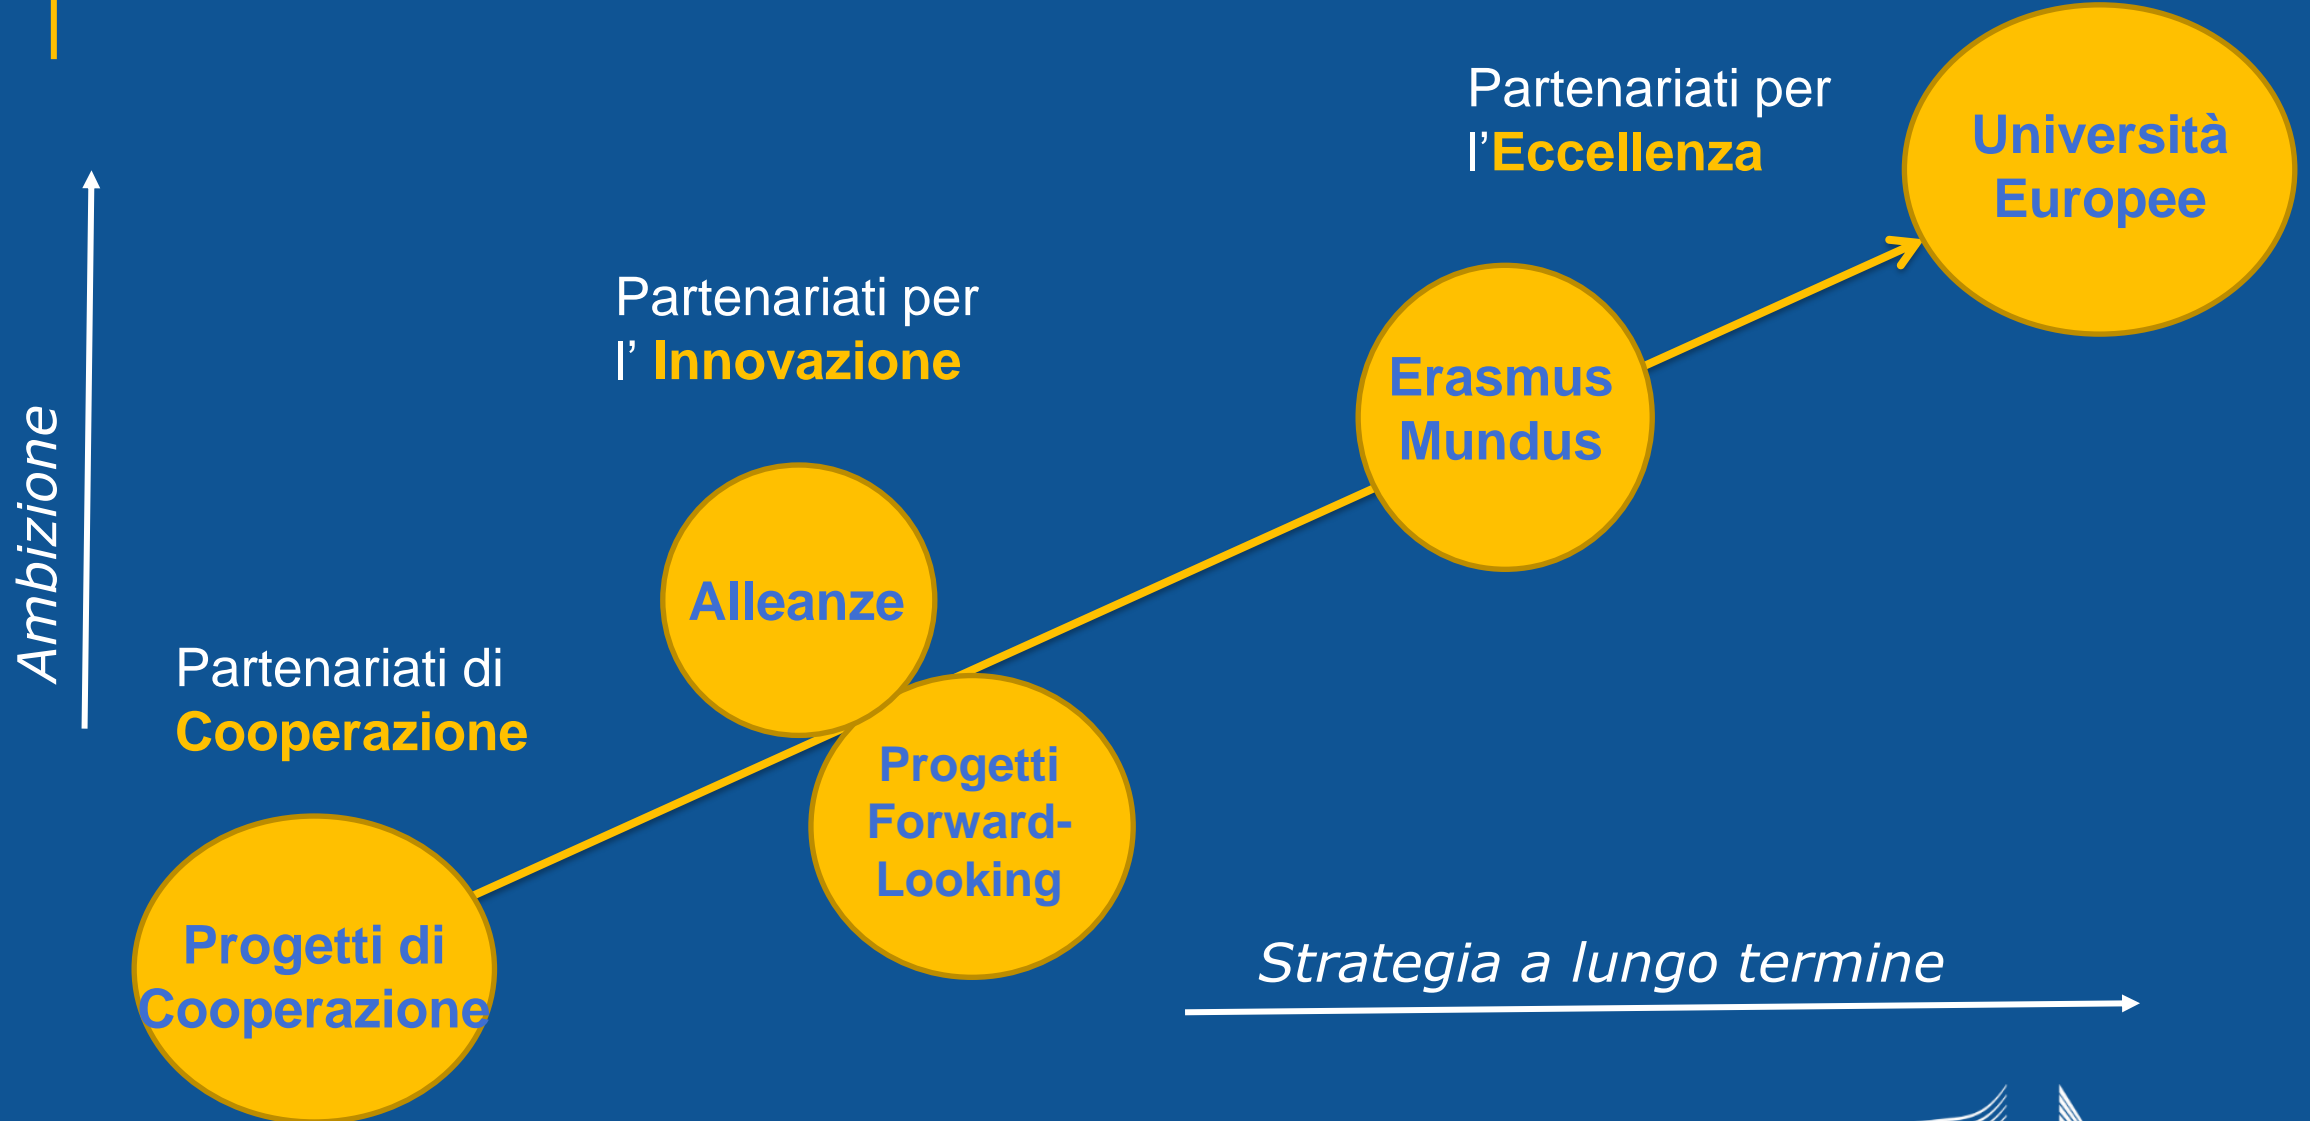 Partenariati per
l’Eccellenza
Università
Europee
Partenariati per
l’ Innovazione
Erasmus
Mundus
Ambizione
Alleanze
Partenariati di
Cooperazione
Progetti
Forward-
Looking
Progetti di
Cooperazione
Strategia a lungo termine